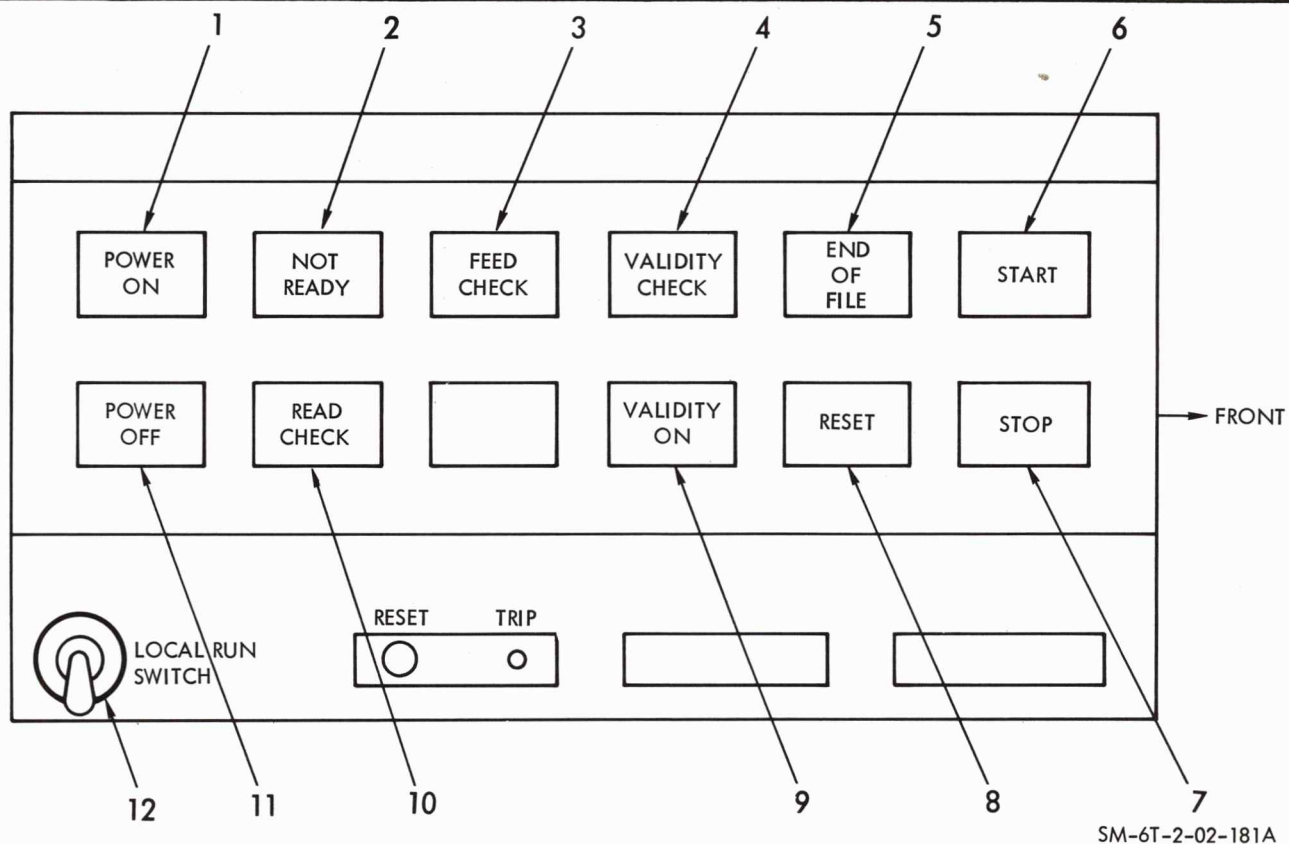 1 2 3 4 5 6
POWER
ON
NOT
READY
FEED
CHECK
VALIDITY
CHECK
END
OF
FILE
START
POWER
OFF
READ
CHECK
VALIDITY
ON
RESET
STOP
FRONT
LOCAL RUN
SWITCH
RESET
TRIP
12 11 10 9 8 7
SM-6T-2-02-181A